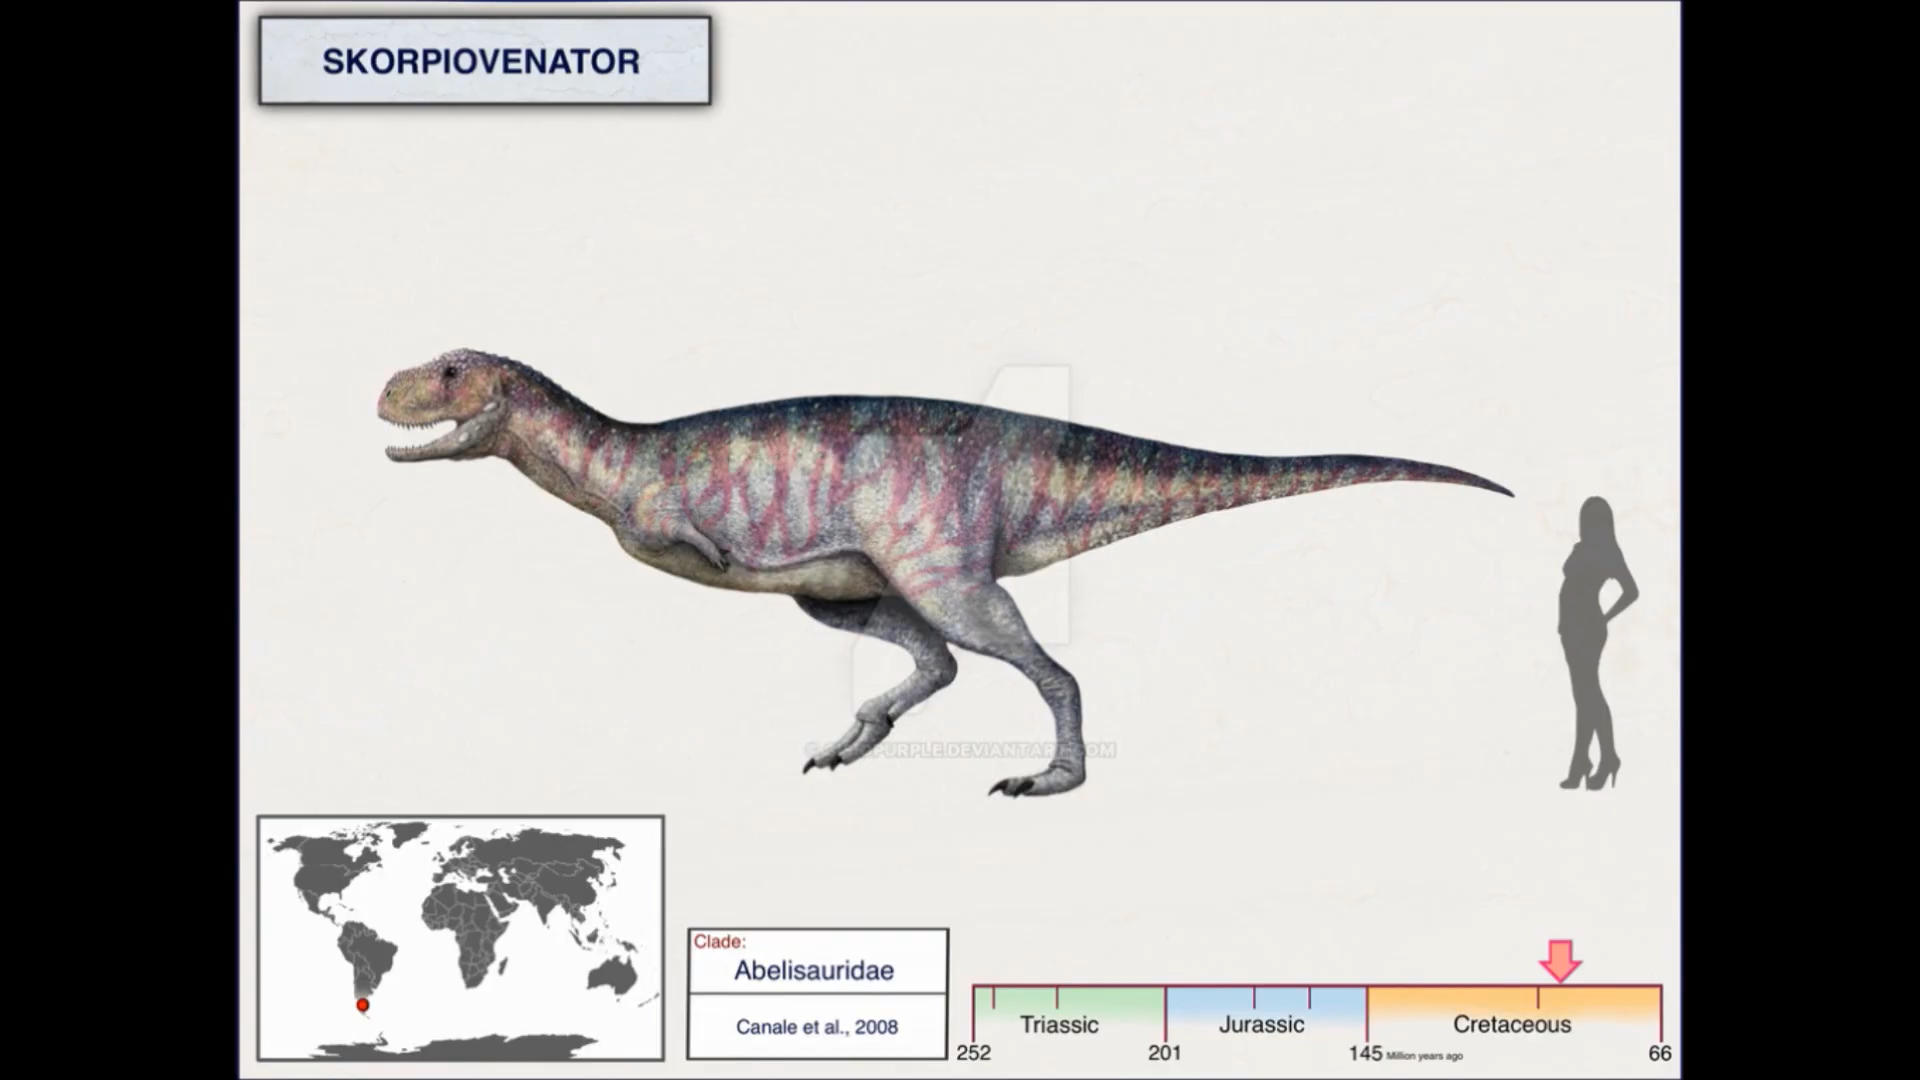 SKORPIOVENATOR
Clade:
Abelisauridae
Canale et al., 2008
Triassic
Jurassic
Cretaceous
252
201
145 Million years ago
66